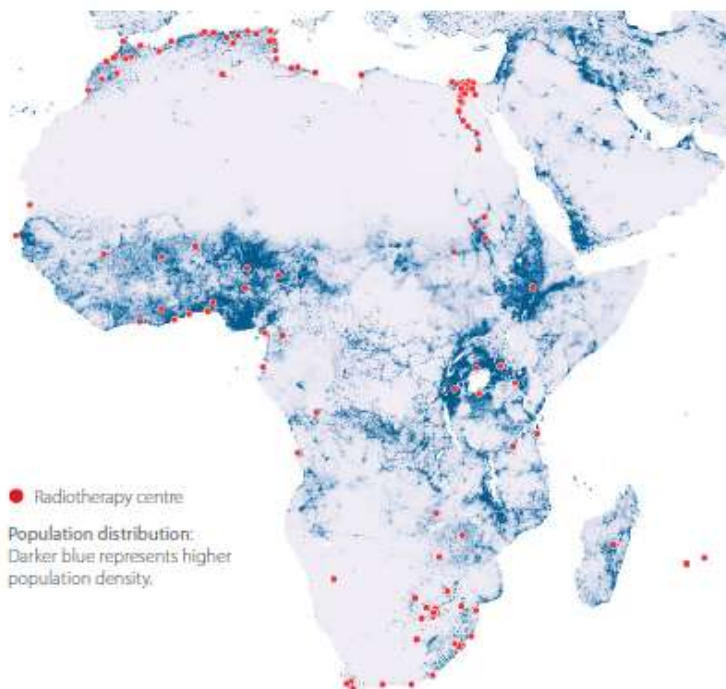 Radiotherapy centre
Population distribution:
Darker blue represents higher
population density.